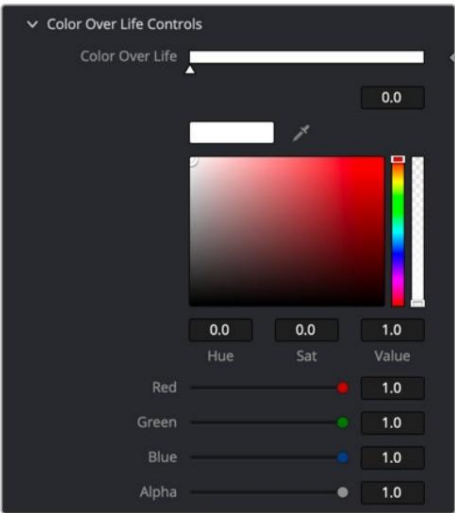 Color Over Life Controls
Color Over Life
0.0
0.0 0.0 1.0
Hue Sat Value
Red 1.0
Green 1.0
Blue 1.0
Alpha 1.0